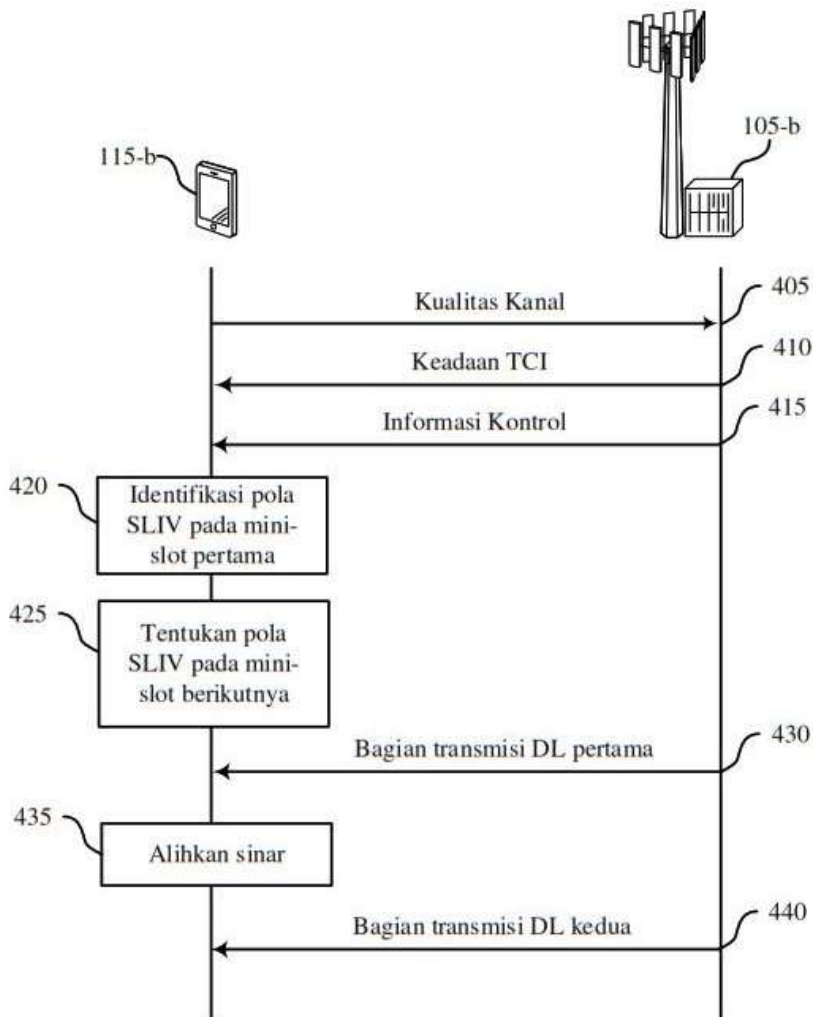 115-b
105-b
Kualitas Kanal
405
Keadaan TCI
410
Informasi Kontrol
415
420
Identifikasi pola
SLIV pada mini-
slot pertama
425
Tentukan pola
SLIV pada mini-
slot berikutnya
Bagian transmisi DL pertama
430
435
Alihkan sinar
Bagian transmisi DL kedua
440